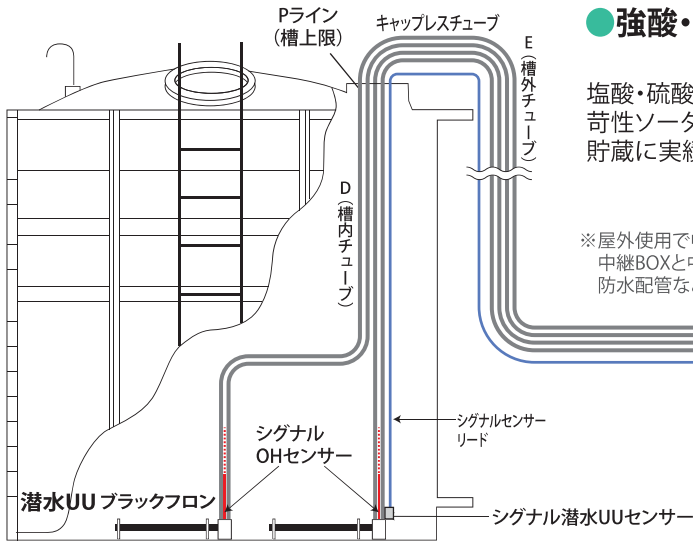 Pライン
（槽上限）
キャップレスチューブ
E（槽外チューブ）
D（槽内チューブ）
●強酸・
塩酸・硫酸
苛性ソーダ
貯蔵に実績
※屋外使用で
中継BOXと
防水配管な
シグナルセンサー
リード
シグナル
OHセンサー
潜水UU ブラックフロン
シグナル潜水UUセンサー